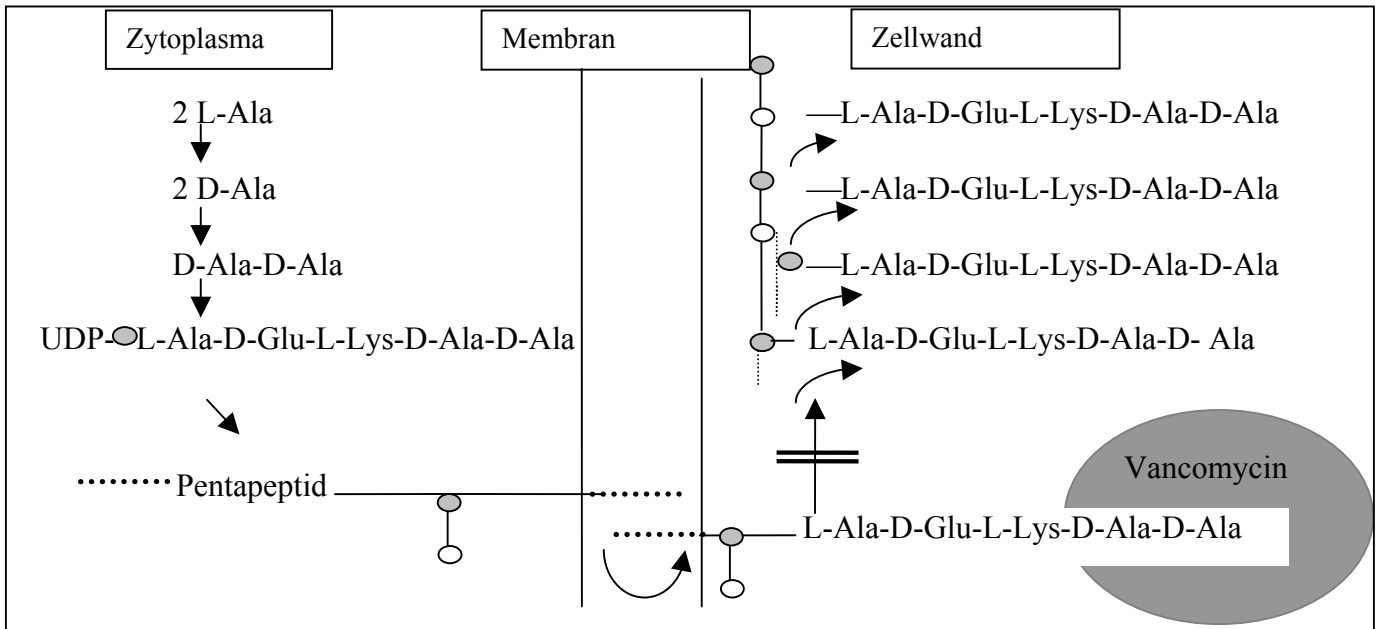 Zytoplasma
Membran
Zellwand
2 L-Ala
2 D-Ala
D-Ala-D-Ala
UDP-L-Ala-D-Glu-L-Lys-D-Ala-D-Ala
Pentapeptid
—L-Ala-D-Glu-L-Lys-D-Ala-D-Ala
—L-Ala-D-Glu-L-Lys-D-Ala-D-Ala
—L-Ala-D-Glu-L-Lys-D-Ala-D-Ala
L-Ala-D-Glu-L-Lys-D-Ala-D- Ala
Vancomycin
L-Ala-D-Glu-L-Lys-D-Ala-D-Ala